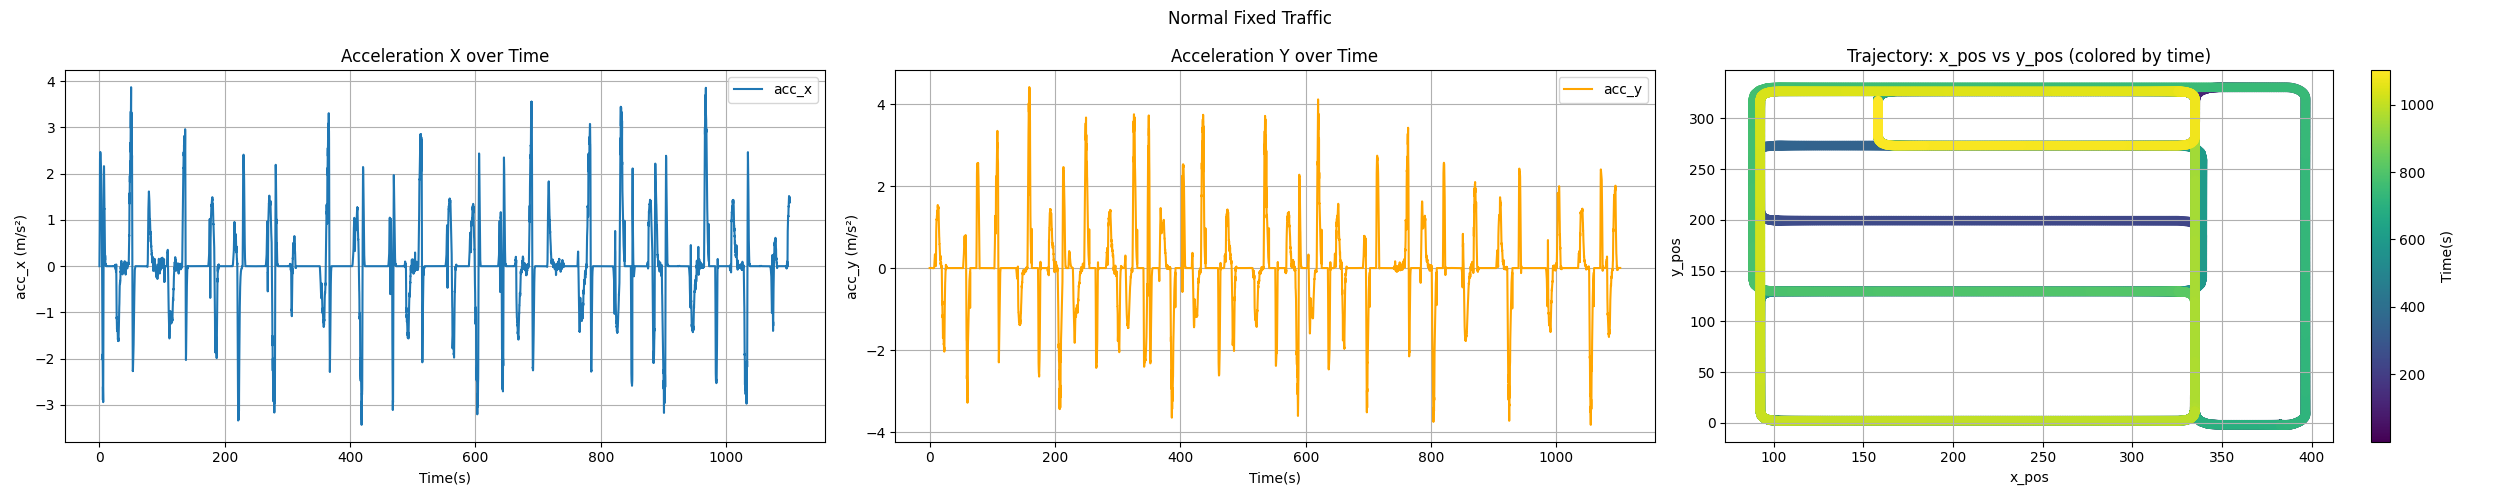 Normal Fixed Traffic
Acceleration X over Time
acc_x
acc_x (m/s²)
4
3
2
1
0
−1
−2
−3
0 200 400 600 800 1000
Time(s)
Acceleration Y over Time
acc_y
acc_y (m/s²)
4
2
0
−2
−4
0 200 400 600 800 1000
Time(s)
Trajectory: x_pos vs y_pos (colored by time)
y_pos
300
250
200
150
100
50
0
100 150 200 250 300 350 400
x_pos
1000
800
600
400
200
Time(s)